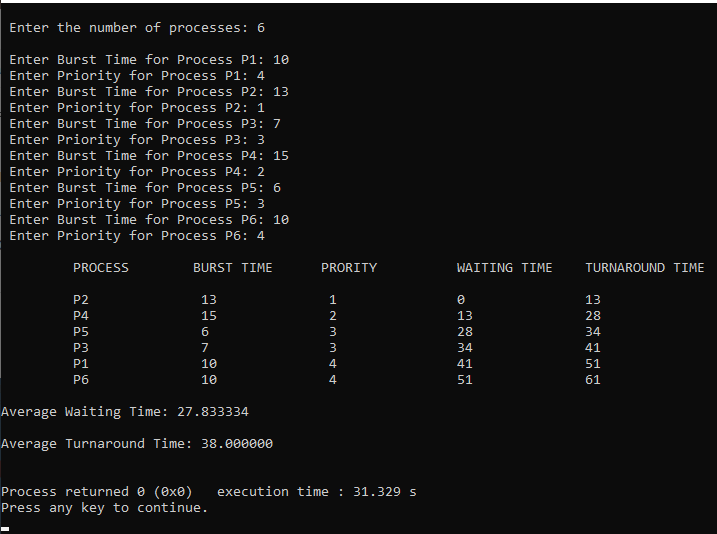 Enter the number of processes: 6
Enter Burst Time for Process P1: 10
Enter Priority for Process P1: 4
Enter Burst Time for Process P2: 13
Enter Priority for Process P2: 1
Enter Burst Time for Process P3: 7
Enter Priority for Process P3: 3
Enter Burst Time for Process P4: 15
Enter Priority for Process P4: 2
Enter Burst Time for Process P5: 6
Enter Priority for Process P5: 3
Enter Burst Time for Process P6: 10
Enter Priority for Process P6: 4
PROCESS BURST TIME PRORITY WAITING TIME TURNAROUND TIME
P2 13 1 0 13
P4 15 2 13 28
P5 6 3 28 34
P3 7 3 34 41
P1 10 4 41 51
P6 10 4 51 61
Average Waiting Time: 27.833334
Average Turnaround Time: 38.000000
Process returned 0 (0x0) execution time : 31.329 s
Press any key to continue.